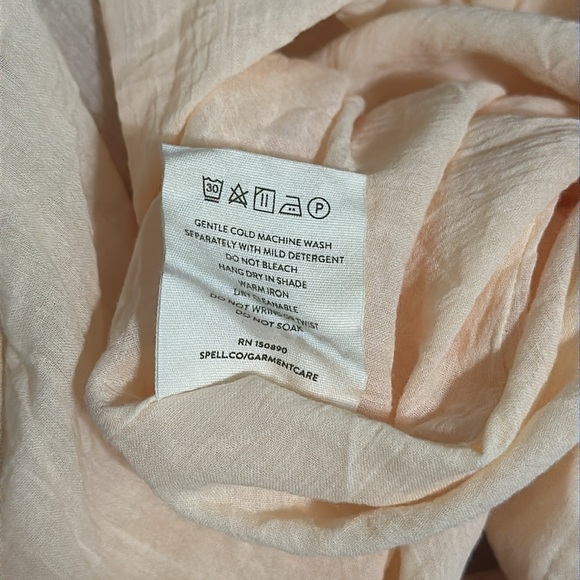 30 P
GENTLE COLD MACHINE WASH
SEPARATELY WITH MILD DETERGENT
DO NOT BLEACH
HANG DRY IN SHADE
WARM IRON
DRY CLEANABLE
DO NOT WRING OR TWIST
DO NOT SOAK
RN 150890
SPELL.CO/GARMENTCARE